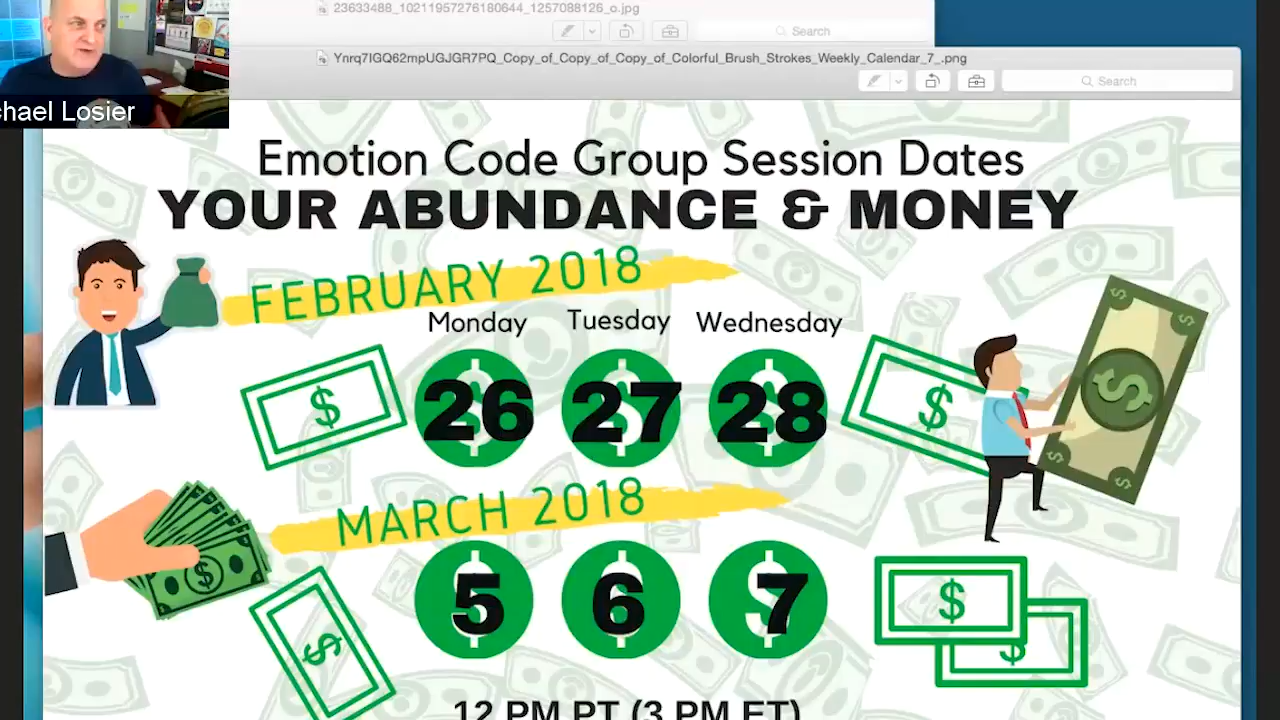 23633488_10211957276180644_1257088126_o.jpg
Search
Ynrq7IGQ62mpUGJGR7PQ_Copy_of_Copy_of_Copy_of_Colorful_Brush_Strokes_Weekly_Calendar_7_.png
Search
chael Losier
Emotion Code Group Session Dates
YOUR ABUNDANCE & MONEY
FEBRUARY 2018
Monday Tuesday Wednesday
26 27 28
MARCH 2018
5 6 7
12 PM PT (3 PM ET)